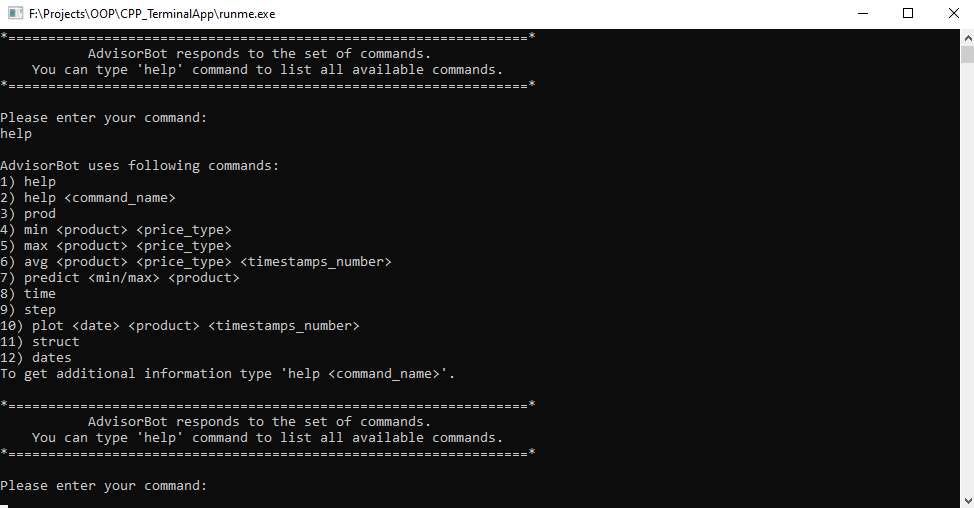 F:\Projects\OOP\CPP_TerminalApp\runme.exe
*=================================================================*
AdvisorBot responds to the set of commands.
You can type 'help' command to list all available commands.
*=================================================================*
Please enter your command:
help
AdvisorBot uses following commands:
1) help
2) help <command_name>
3) prod
4) min <product> <price_type>
5) max <product> <price_type>
6) avg <product> <price_type> <timestamps_number>
7) predict <min/max> <product>
8) time
9) step
10) plot <date> <product> <timestamps_number>
11) struct
12) dates
To get additional information type 'help <command_name>'.
*=================================================================*
AdvisorBot responds to the set of commands.
You can type 'help' command to list all available commands.
*=================================================================*
Please enter your command: